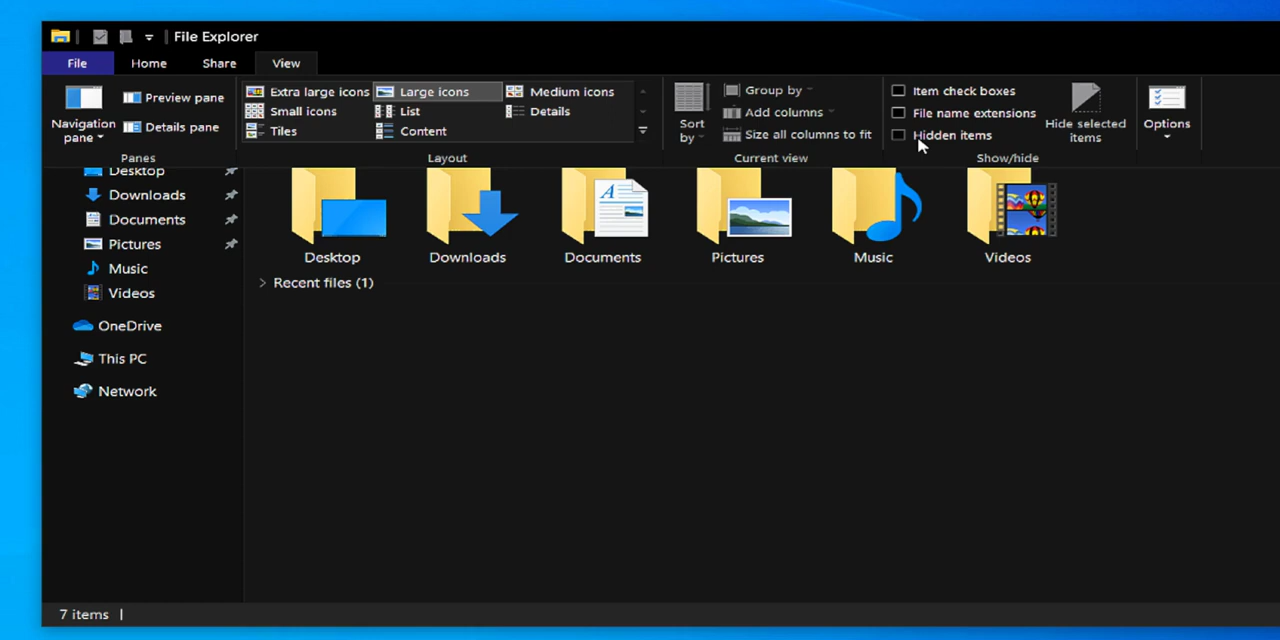 File Explorer
File Home Share View
Navigation pane
Preview pane
Details pane
Panes
Extra large icons Large icons Medium icons
Small icons List Details
Tiles Content
Layout
Sort by
Group by
Add columns
Size all columns to fit
Current view
Item check boxes
File name extensions
Hidden items
Hide selected items
Show/hide
Options
Desktop
Downloads
Documents
Pictures
Music
Videos
OneDrive
This PC
Network
Desktop Downloads Documents Pictures Music Videos
Recent files (1)
7 items